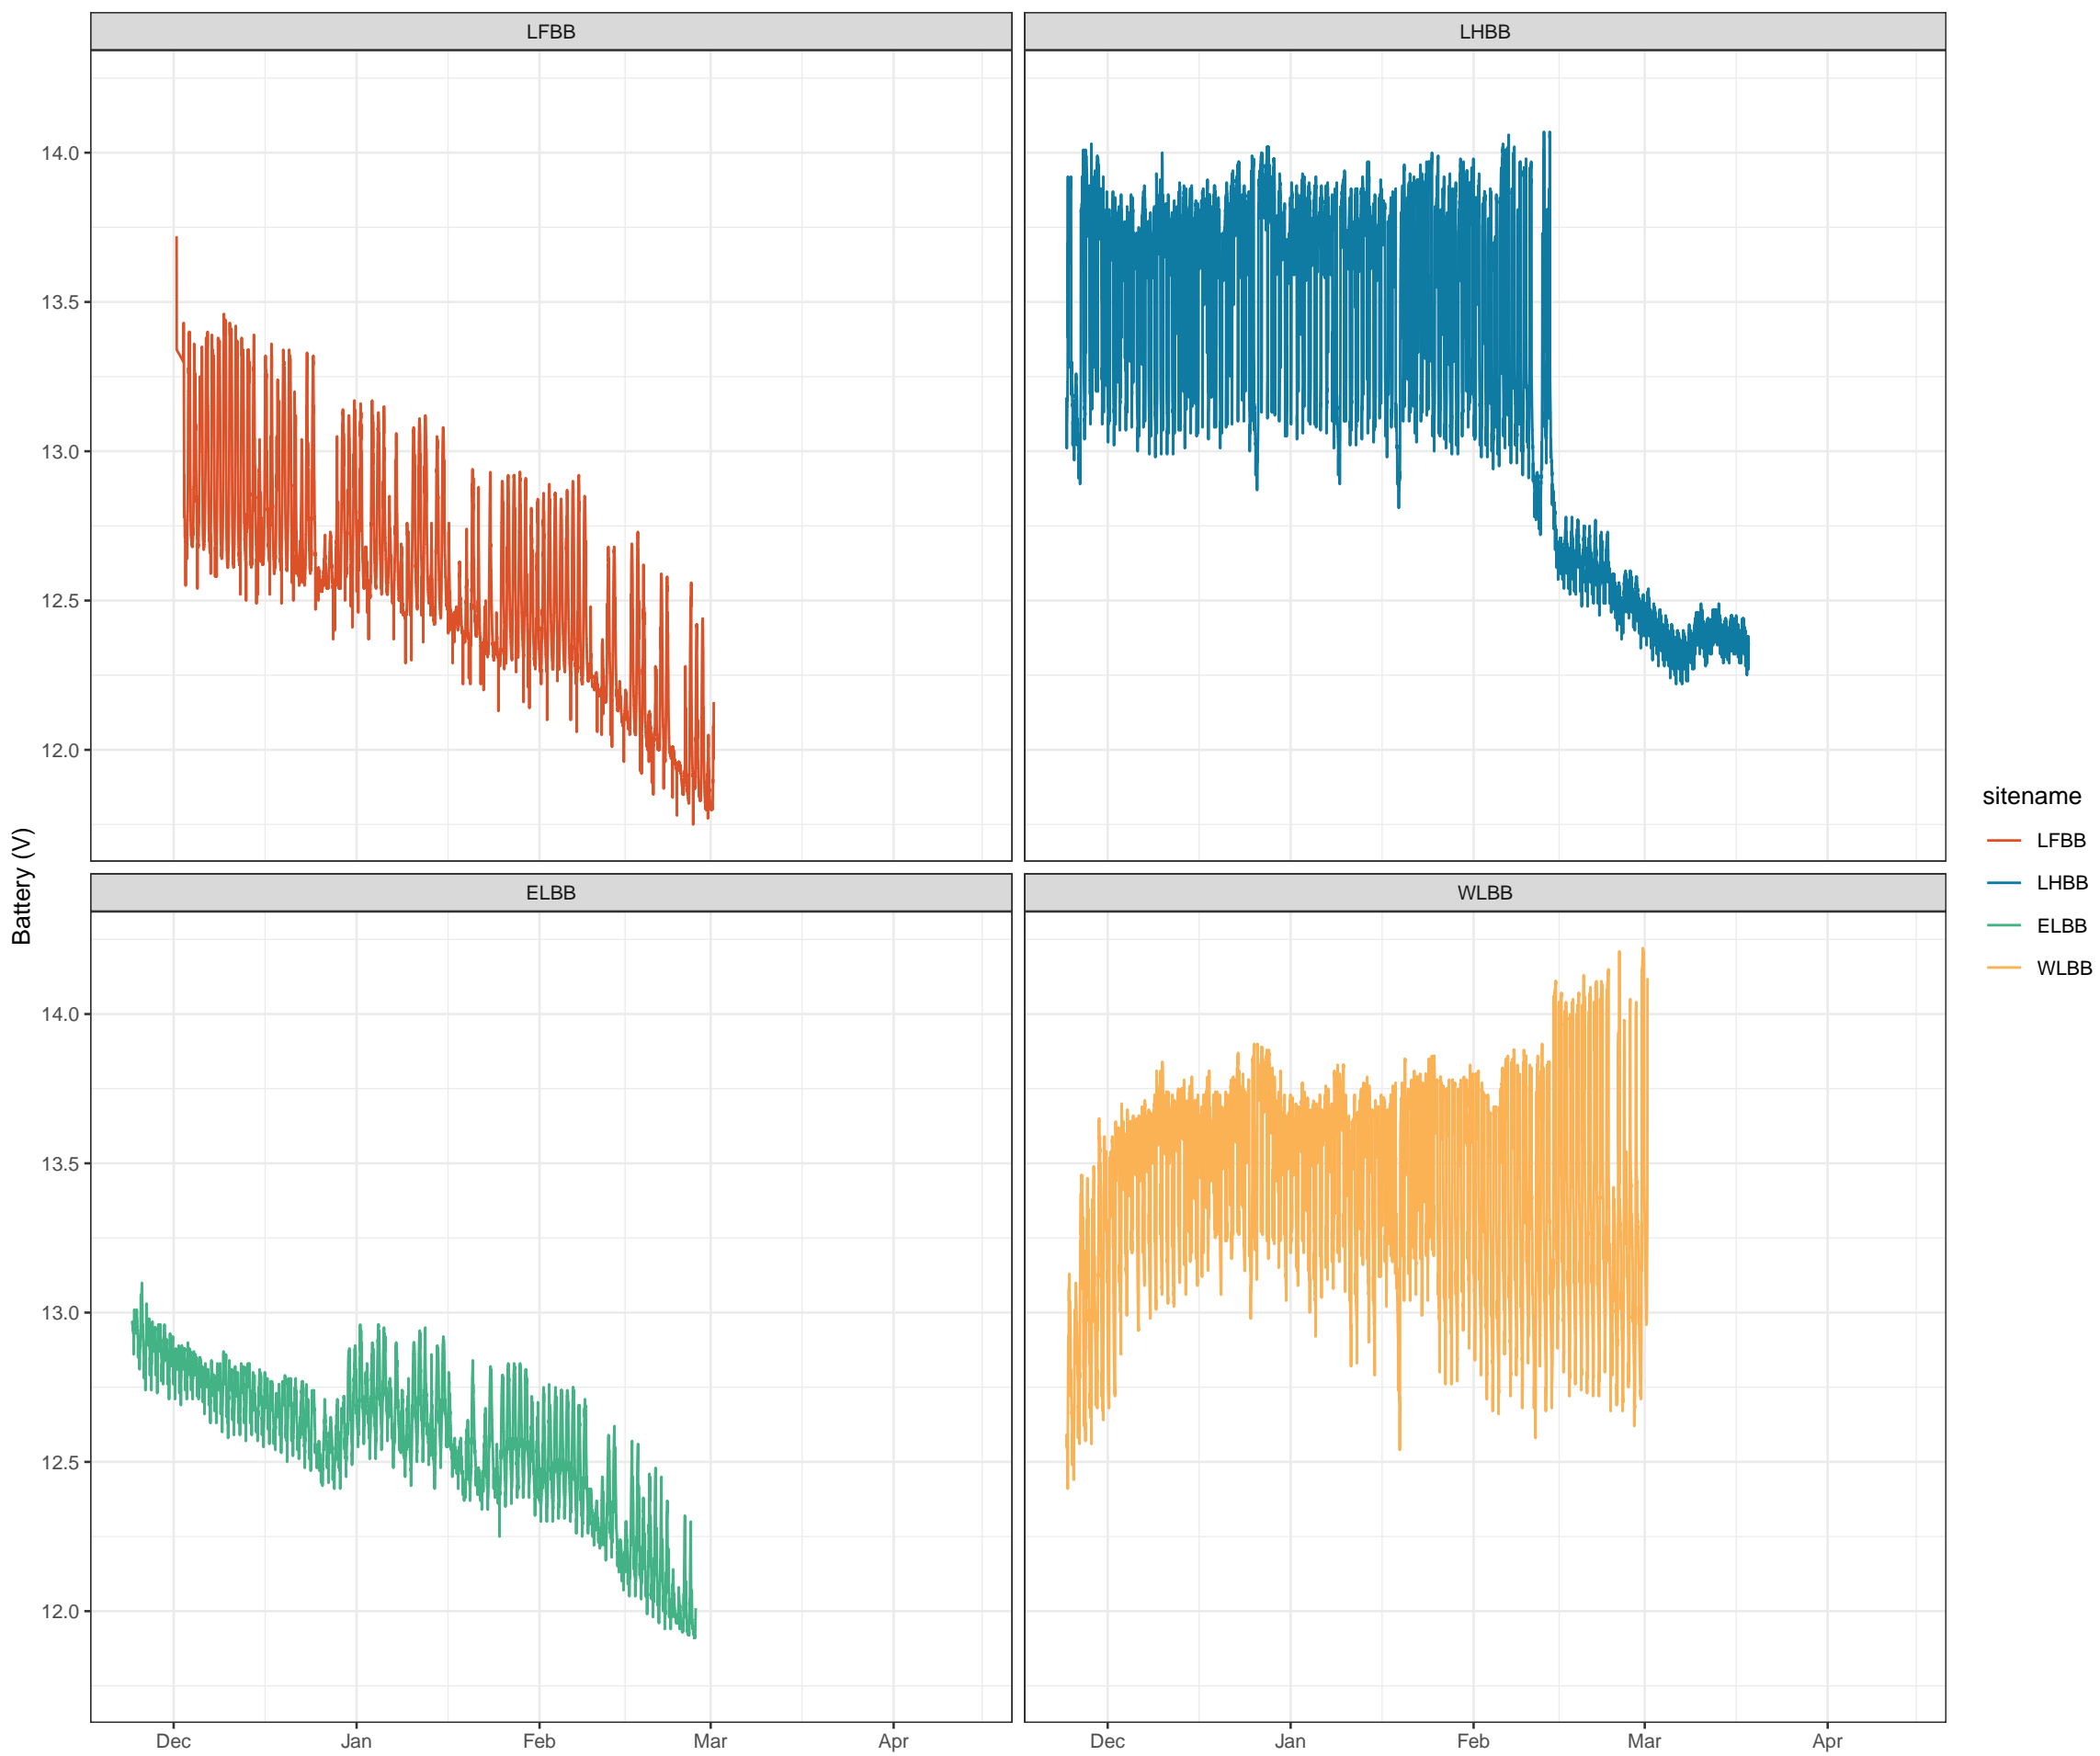 LFBB
LHBB
14.0
13.5
13.0
12.5
12.0
ELBB
WLBB
14.0
13.5
13.0
12.5
12.0
Dec Jan Feb Mar Apr
Dec Jan Feb Mar Apr
Battery (V)
sitename
LFBB
LHBB
ELBB
WLBB